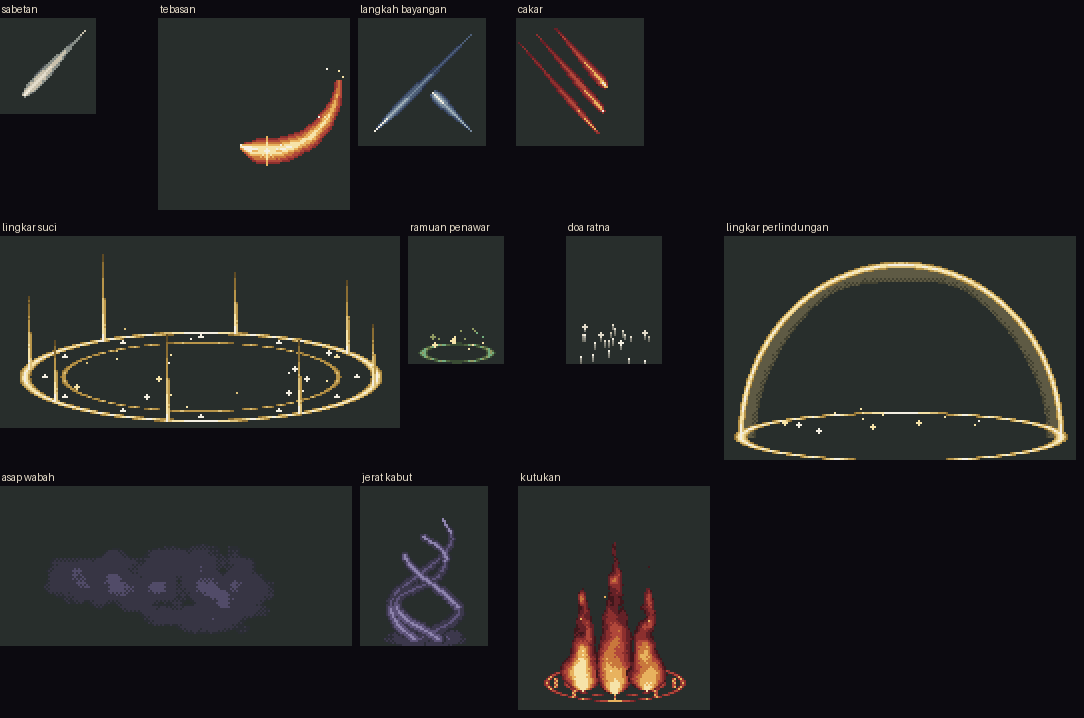 sabetan
tebasan
langkah bayangan
cakar
lingkar suci
ramuan penawar
doa ratna
lingkar perlindungan
asap wabah
jerat kabut
kutukan